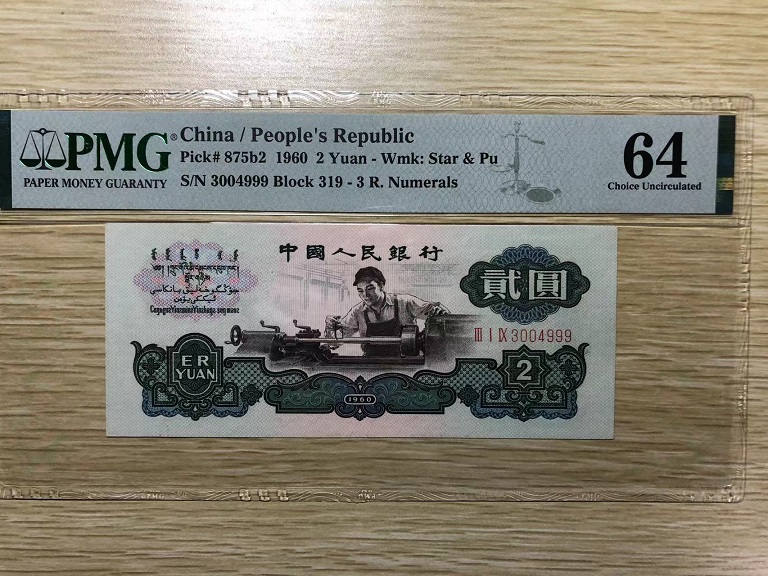 PMG®
PAPER MONEY GUARANTY
China / People's Republic
Pick# 875b2 1960 2 Yuan - Wmk: Star & Pu
S/N 3004999 Block 319 - 3 R. Numerals
64
Choice Uncirculated
中國人民銀行
貳圓
Ⅲ Ⅰ Ⅸ 3004999
ER
YUAN
1960
2